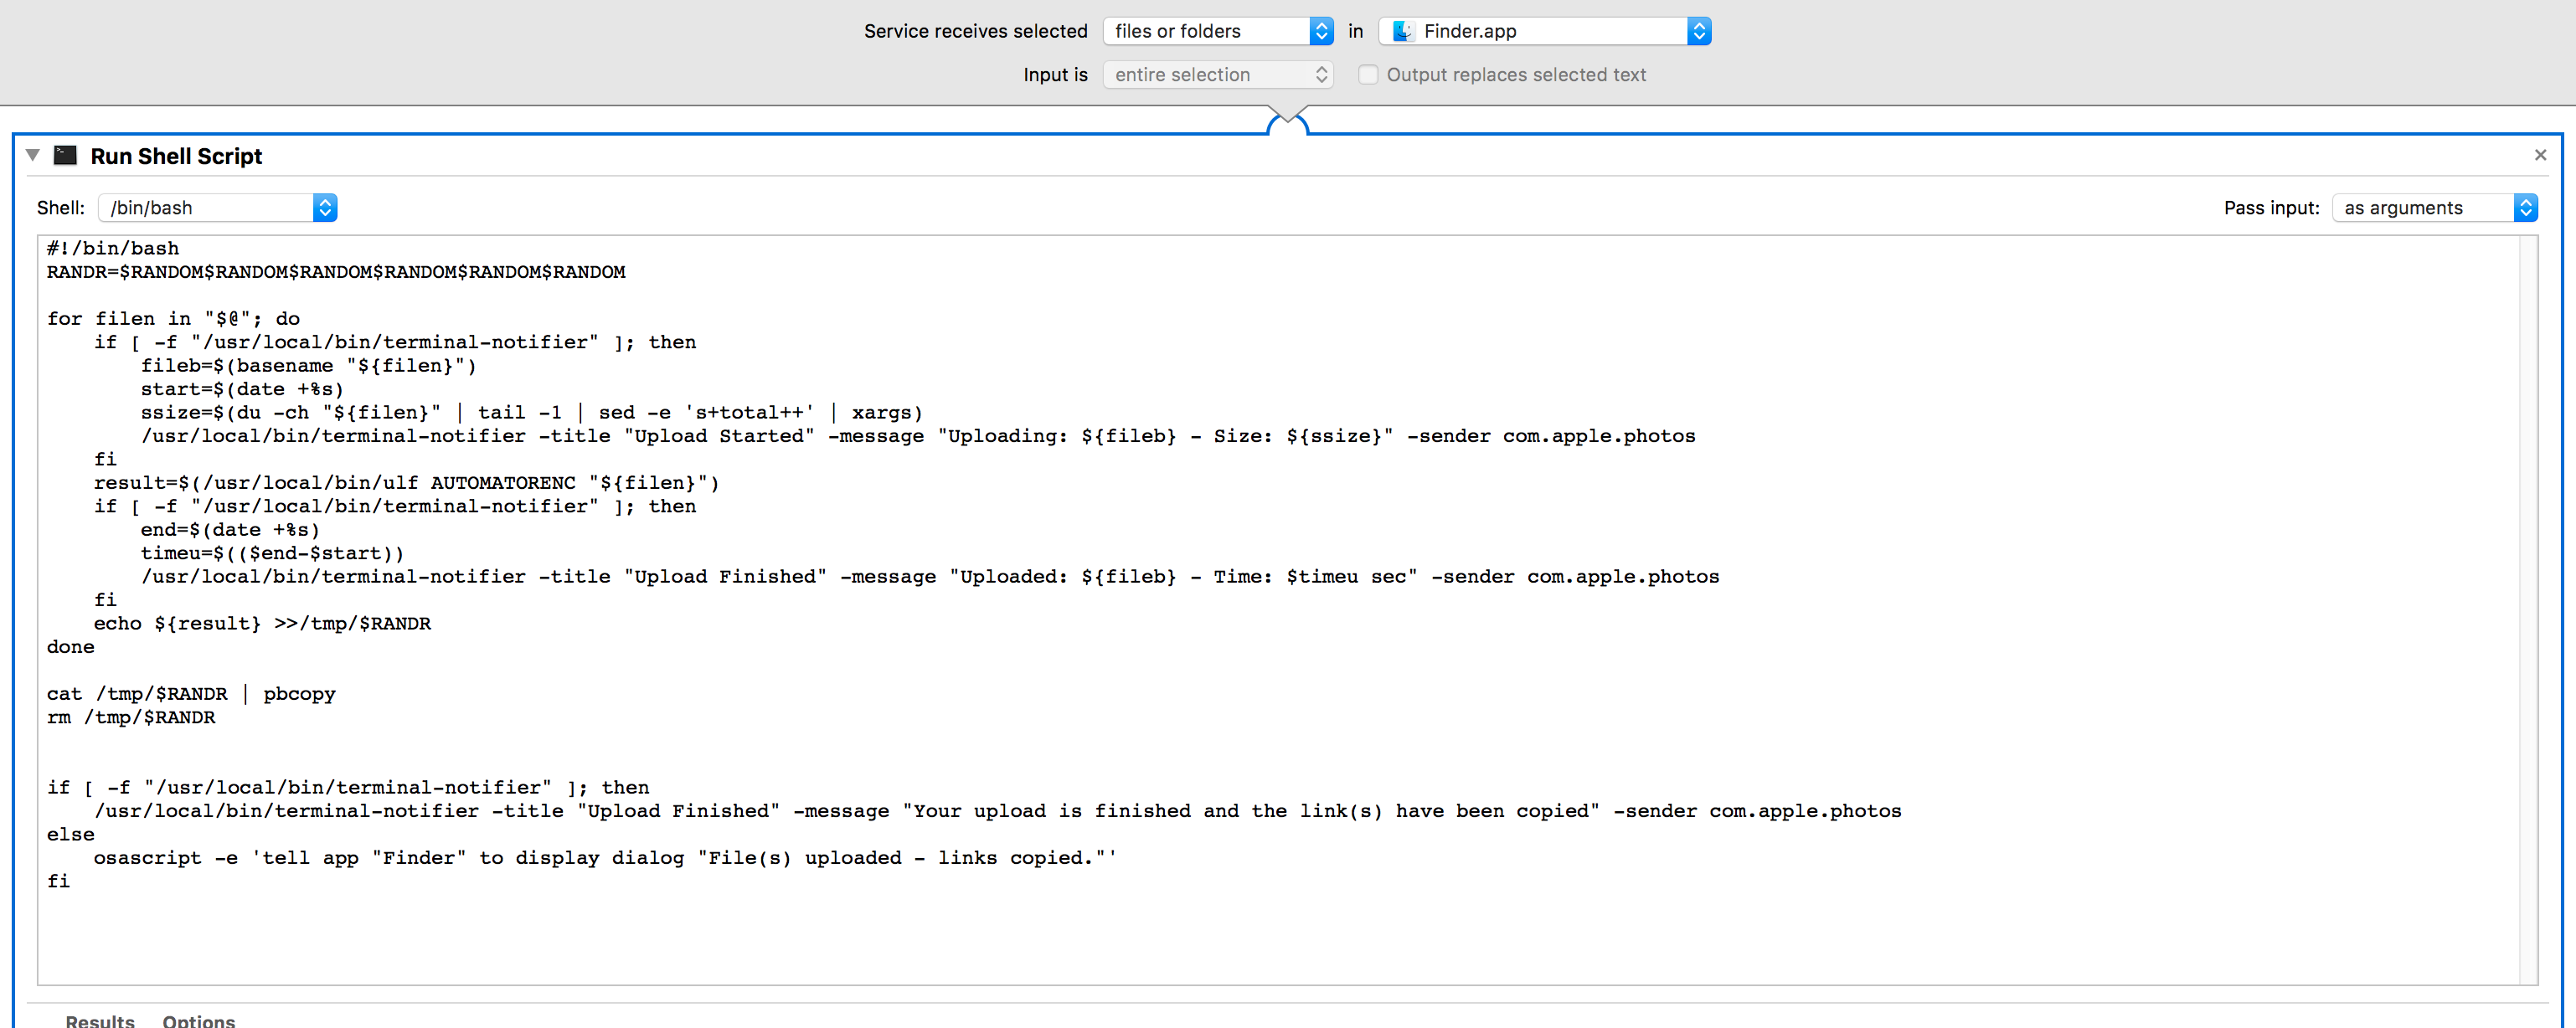 Service receives selected files or folders in Finder.app
Input is entire selection Output replaces selected text
Run Shell Script
Shell: /bin/bash Pass input: as arguments
#!/bin/bash
RANDR=$RANDOM$RANDOM$RANDOM$RANDOM$RANDOM$RANDOM

for filen in "$@"; do
    if [ -f "/usr/local/bin/terminal-notifier" ]; then
        fileb=$(basename "${filen}")
        start=$(date +%s)
        ssize=$(du -ch "${filen}" | tail -1 | sed -e 's+total++' | xargs)
        /usr/local/bin/terminal-notifier -title "Upload Started" -message "Uploading: ${fileb} - Size: ${ssize}" -sender com.apple.photos
    fi
    result=$(/usr/local/bin/ulf AUTOMATORENC "${filen}")
    if [ -f "/usr/local/bin/terminal-notifier" ]; then
        end=$(date +%s)
        timeu=$(($end-$start))
        /usr/local/bin/terminal-notifier -title "Upload Finished" -message "Uploaded: ${fileb} - Time: $timeu sec" -sender com.apple.photos
    fi
    echo ${result} >>/tmp/$RANDR
done

cat /tmp/$RANDR | pbcopy
rm /tmp/$RANDR

if [ -f "/usr/local/bin/terminal-notifier" ]; then
    /usr/local/bin/terminal-notifier -title "Upload Finished" -message "Your upload is finished and the link(s) have been copied" -sender com.apple.photos
else
    osascript -e 'tell app "Finder" to display dialog "File(s) uploaded - links copied."'
fi
Results Options